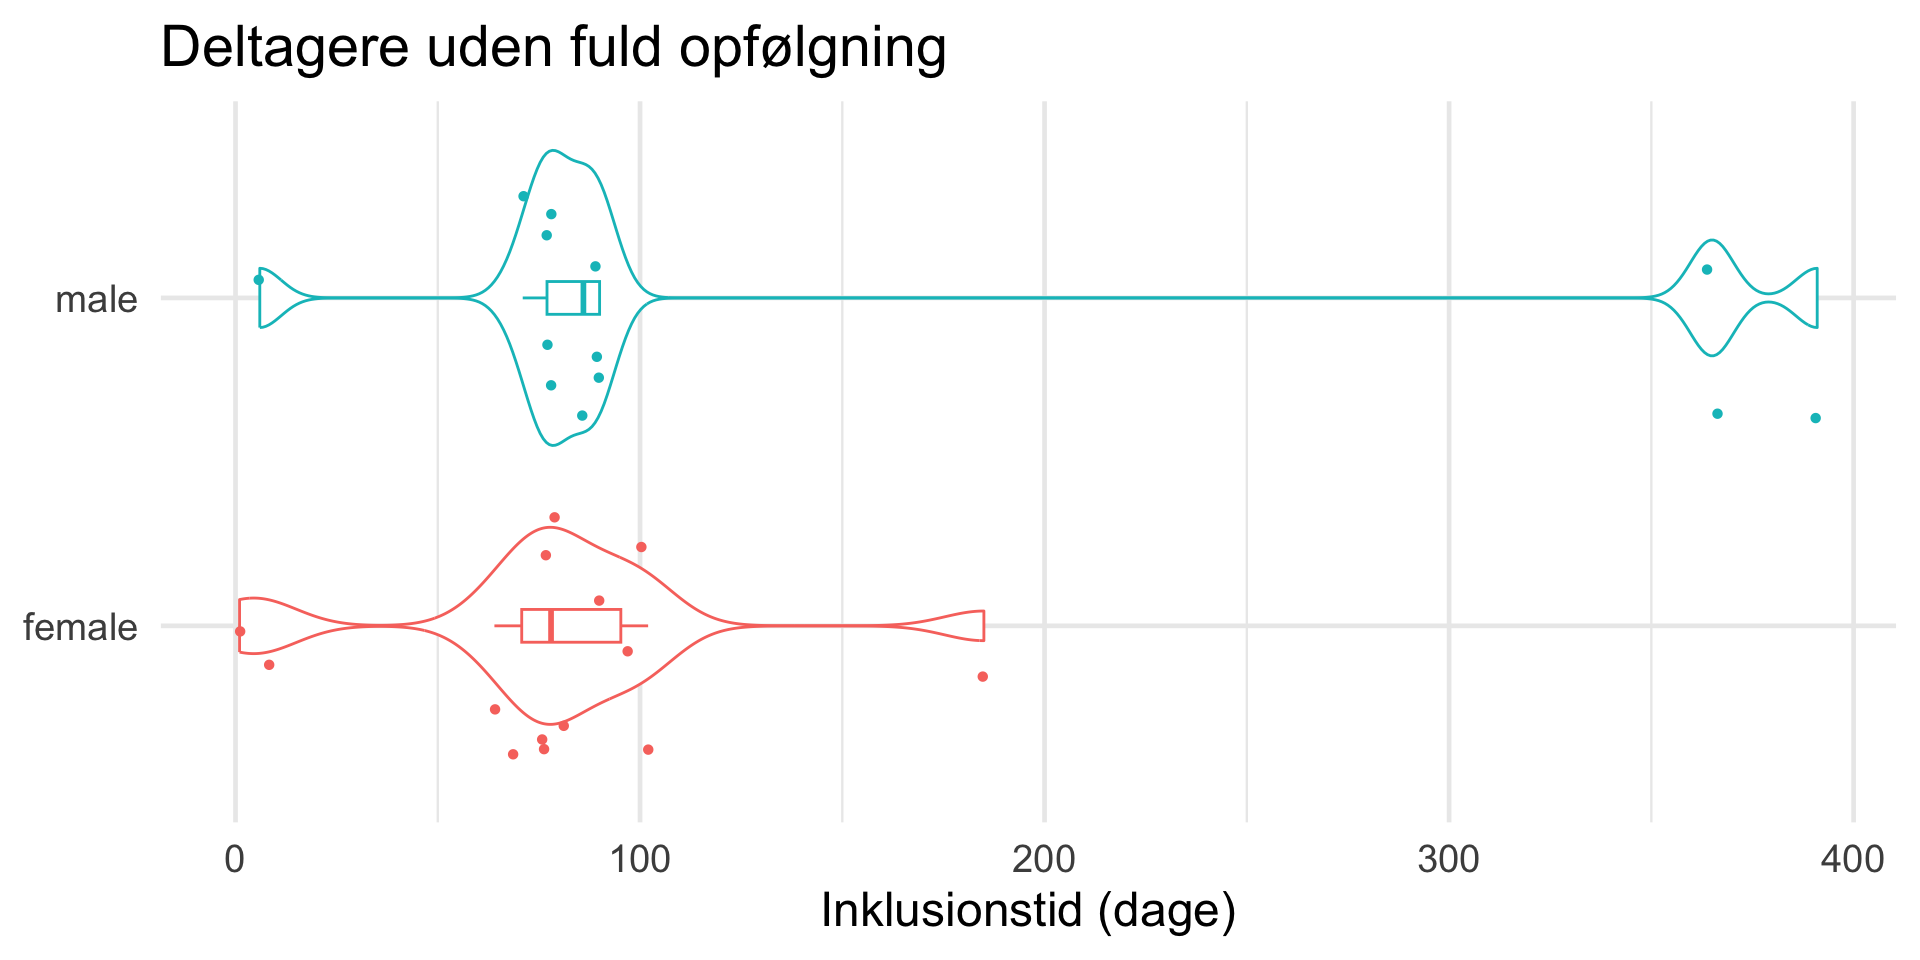 Deltagere uden fuld opfølgning
male
female
0 100 200 300 400
Inklusionstid (dage)